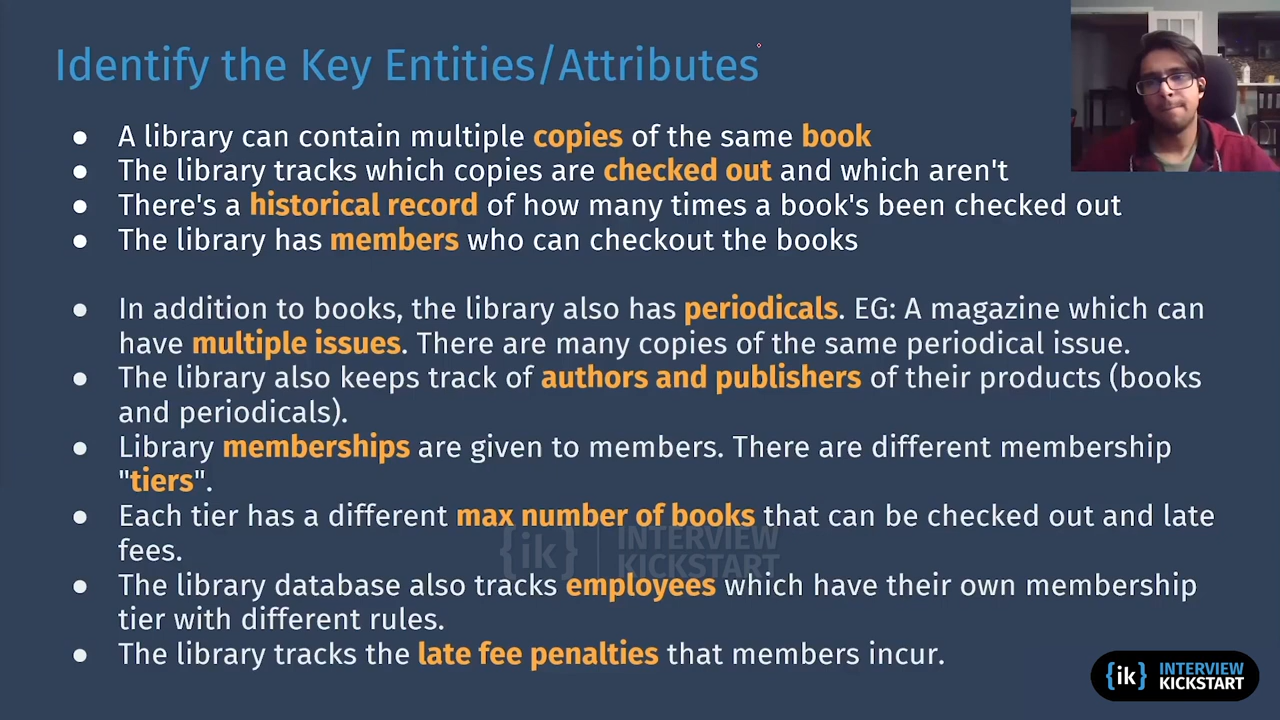 Identify the Key Entities/Attributes
● A library can contain multiple copies of the same book
● The library tracks which copies are checked out and which aren't
● There's a historical record of how many times a book's been checked out
● The library has members who can checkout the books
● In addition to books, the library also has periodicals. EG: A magazine which can
have multiple issues. There are many copies of the same periodical issue.
● The library also keeps track of authors and publishers of their products (books
and periodicals).
● Library memberships are given to members. There are different membership
"tiers".
● Each tier has a different max number of books that can be checked out and late
fees.
● The library database also tracks employees which have their own membership
tier with different rules.
● The library tracks the late fee penalties that members incur.
{ik} INTERVIEW
KICKSTART
{ik} INTERVIEW
KICKSTART